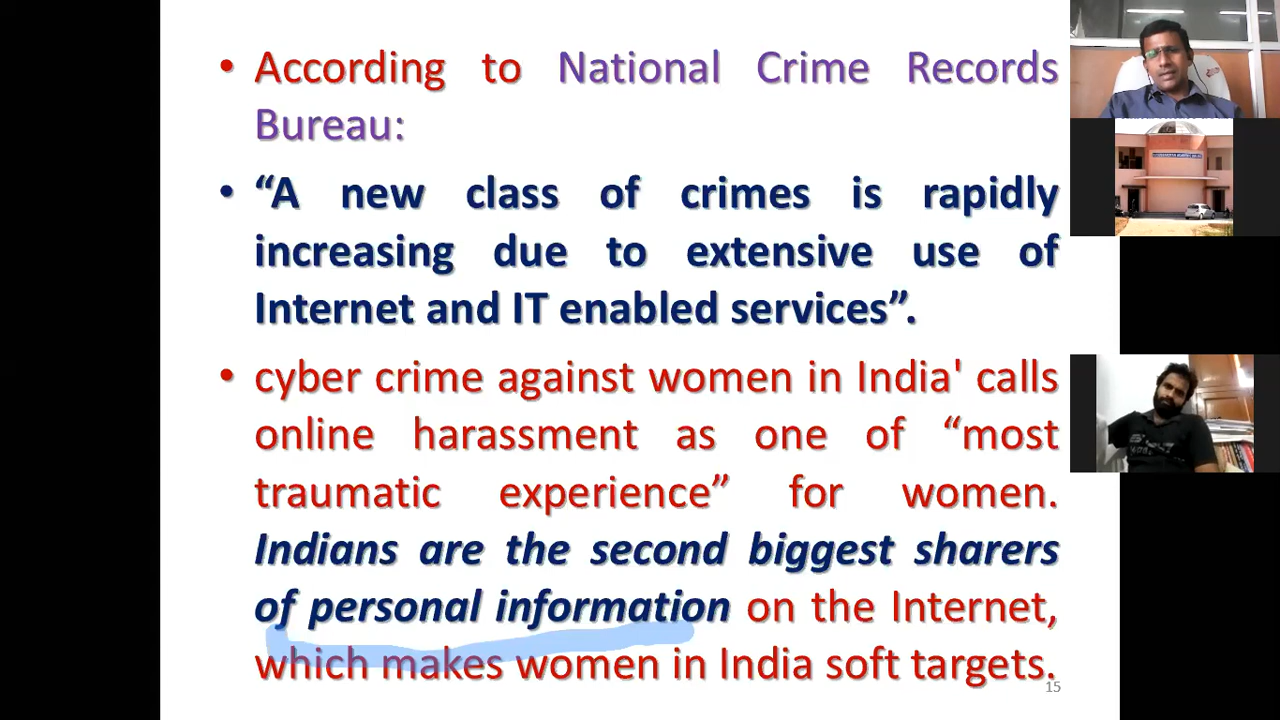 • According to National Crime Records
Bureau:
• “A new class of crimes is rapidly
increasing due to extensive use of
Internet and IT enabled services”.
• cyber crime against women in India' calls
online harassment as one of “most
traumatic experience” for women.
Indians are the second biggest sharers
of personal information on the Internet,
which makes women in India soft targets.
15